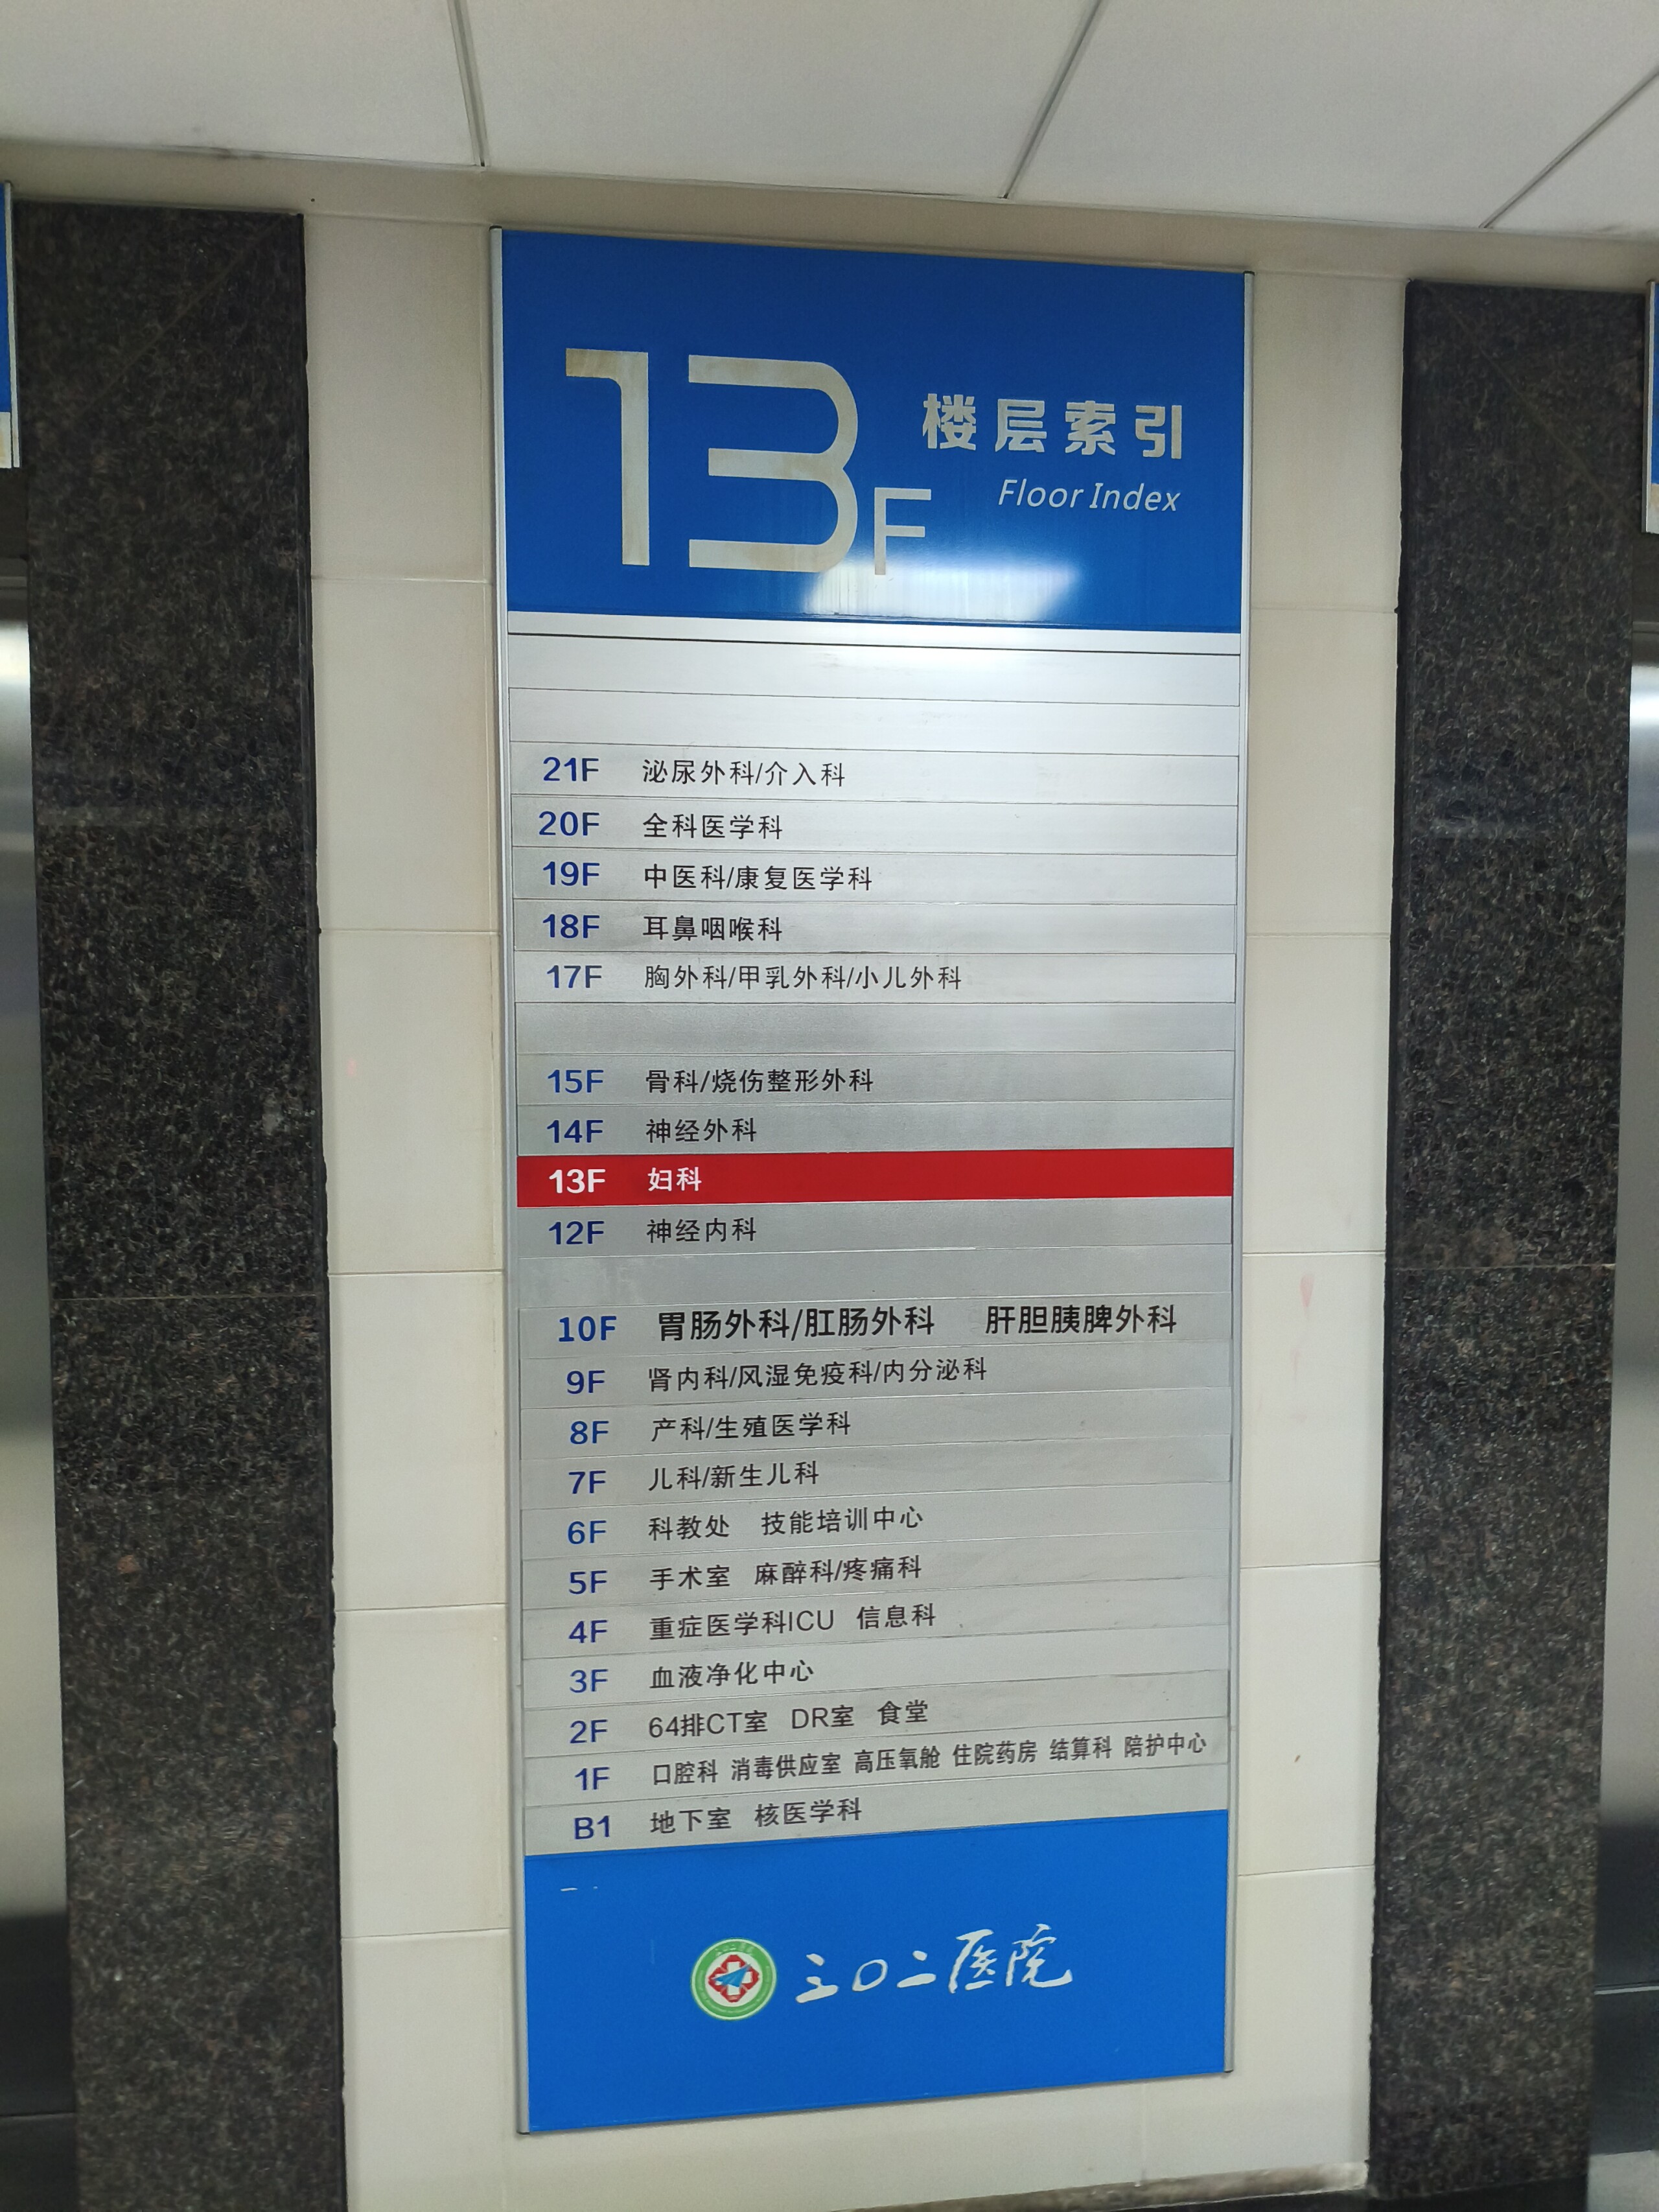 13F 楼层索引
Floor Index
21F 泌尿外科/介入科
20F 全科医学科
19F 中医科/康复医学科
18F 耳鼻咽喉科
17F 胸外科/甲乳外科/小儿外科
15F 骨科/烧伤整形外科
14F 神经外科
13F 妇科
12F 神经内科
10F 胃肠外科/肛肠外科 肝胆胰脾外科
9F 肾内科/风湿免疫科/内分泌科
8F 产科/生殖医学科
7F 儿科/新生儿科
6F 科教处 技能培训中心
5F 手术室 麻醉科/疼痛科
4F 重症医学科ICU 信息科
3F 血液净化中心
2F 64排CT室 DR室 食堂
1F 口腔科 消毒供应室 高压氧舱 住院药房 结算科 陪护中心
B1 地下室 核医学科
三〇二医院